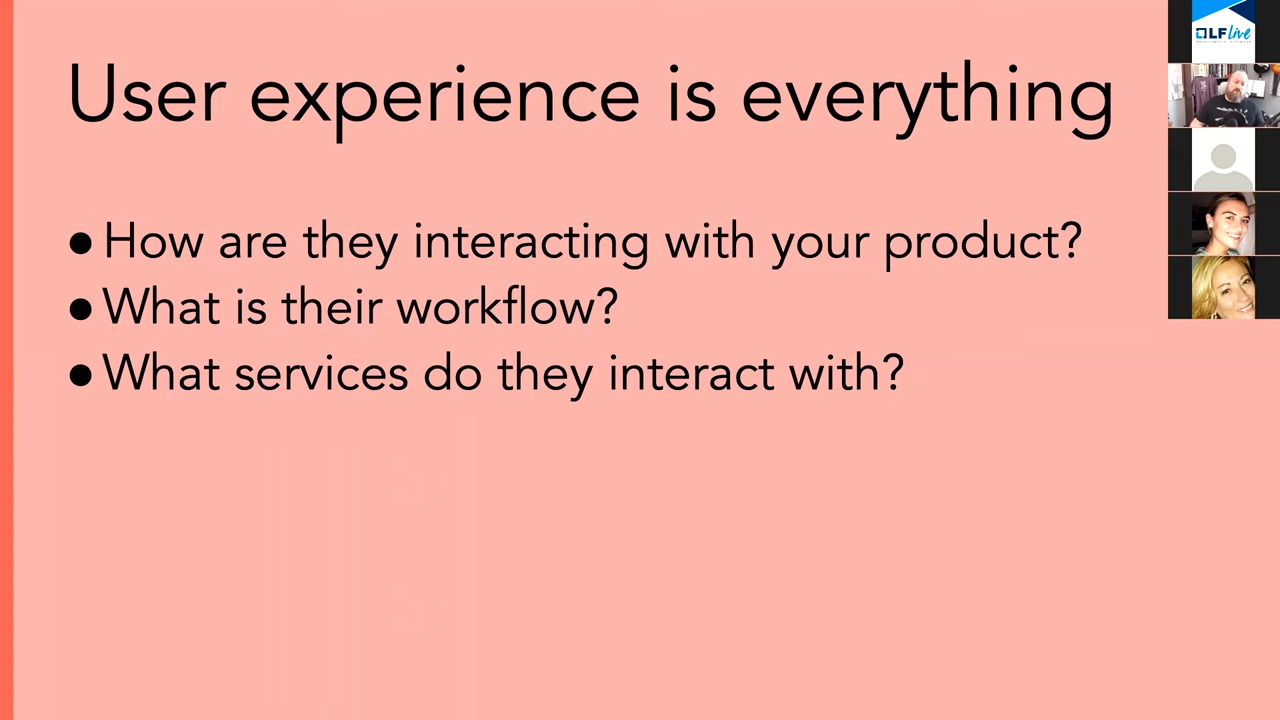 User experience is everything
● How are they interacting with your product?
● What is their workflow?
● What services do they interact with?
LF Live